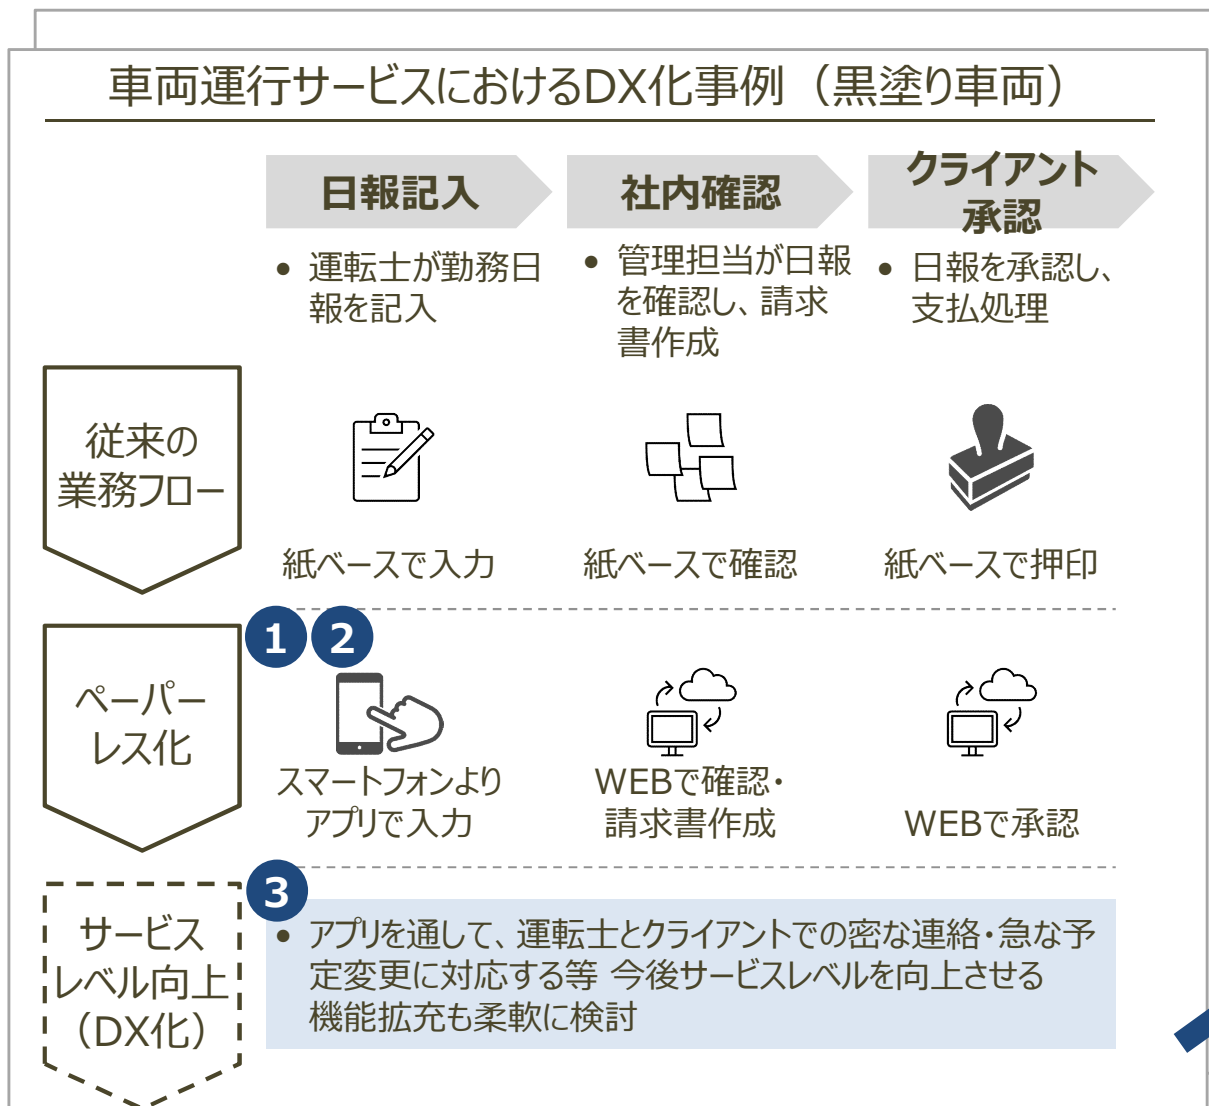 車両運行サービスにおけるDX化事例（黒塗り車両）
日報記入
社内確認
クライアント
承認
• 運転士が勤務日
報を記入
• 管理担当が日報
を確認し、請求
書作成
• 日報を承認し、
支払処理
従来の
業務フロー
紙ベースで入力
紙ベースで確認
紙ベースで押印
1 2
ペーパー
レス化
スマートフォンより
アプリで入力
WEBで確認・
請求書作成
WEBで承認
3
サービス
レベル向上
（DX化）
• アプリを通して、運転士とクライアントでの密な連絡・急な予
定変更に対応する等 今後サービスレベルを向上させる
機能拡充も柔軟に検討